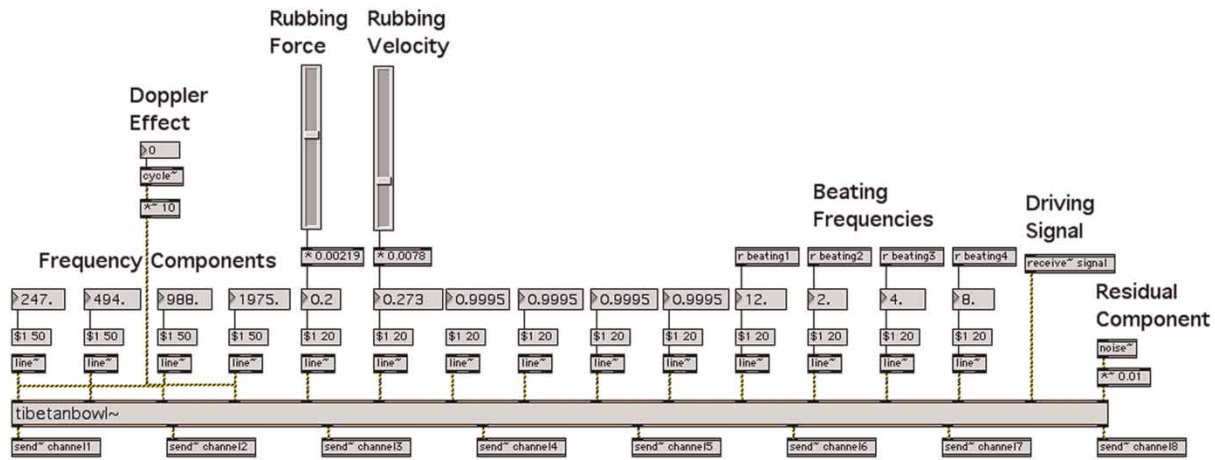 Rubbing
Force
Rubbing
Velocity
Doppler
Effect
0
cycle~
*~ 10
Beating
Frequencies
Driving
Signal
Frequency Components
* 0.00219
* 0.0078
r beating1
r beating2
r beating3
r beating4
receive~ signal
247.
494.
988.
1975.
0.2
0.273
0.9995
0.9995
0.9995
0.9995
12.
2.
4.
8.
Residual
Component
$1 50
$1 50
$1 50
$1 50
$1 20
$1 20
$1 20
$1 20
$1 20
$1 20
$1 20
$1 20
$1 20
$1 20
noise~
line~
line~
line~
line~
line~
line~
line~
line~
line~
line~
line~
line~
line~
line~
*~ 0.01
tibetanbowl~
send~ channel1
send~ channel2
send~ channel3
send~ channel4
send~ channel5
send~ channel6
send~ channel7
send~ channel8